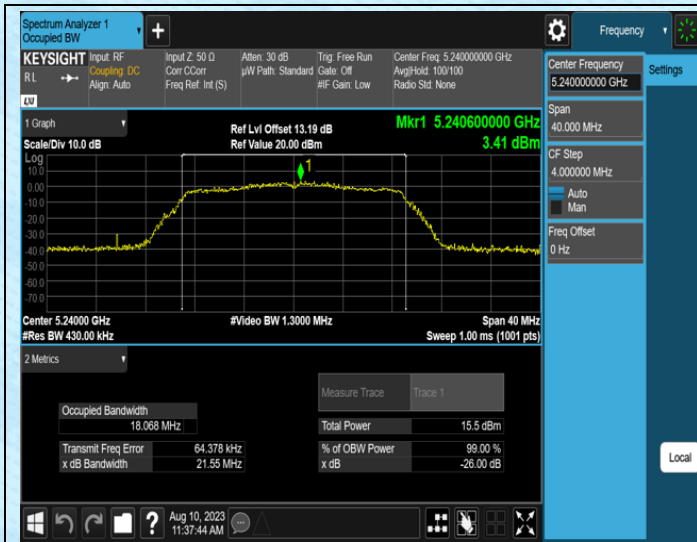 Spectrum Analyzer 1
Occupied BW
Frequency
KEYSIGHT
R L
LXI
Input: RF
Coupling: DC
Align: Auto
Input Z: 50 Ω
Corr CCorr
Freq Ref: Int (S)
Atten: 30 dB
µW Path: Standard
Trig: Free Run
Gate: Off
#IF Gain: Low
Center Freq: 5.240000000 GHz
Avg|Hold: 100/100
Radio Std: None
Center Frequency
5.240000000 GHz
Settings
Span
40.000 MHz
CF Step
4.000000 MHz
Auto
Man
Freq Offset
0 Hz
Local
1 Graph
Scale/Div 10.0 dB
Ref Lvl Offset 13.19 dB
Ref Value 20.00 dBm
Mkr1 5.240600000 GHz
3.41 dBm
Log
10.0
0.00
-10.0
-20.0
-30.0
-40.0
-50.0
-60.0
-70.0
1
Center 5.24000 GHz
#Res BW 430.00 kHz
#Video BW 1.3000 MHz
Span 40 MHz
Sweep 1.00 ms (1001 pts)
2 Metrics
Measure Trace Trace 1
Occupied Bandwidth
18.068 MHz
Total Power 15.5 dBm
Transmit Freq Error 64.378 kHz
% of OBW Power 99.00 %
x dB Bandwidth 21.55 MHz
x dB -26.00 dB
?
Aug 10, 2023
11:37:44 AM